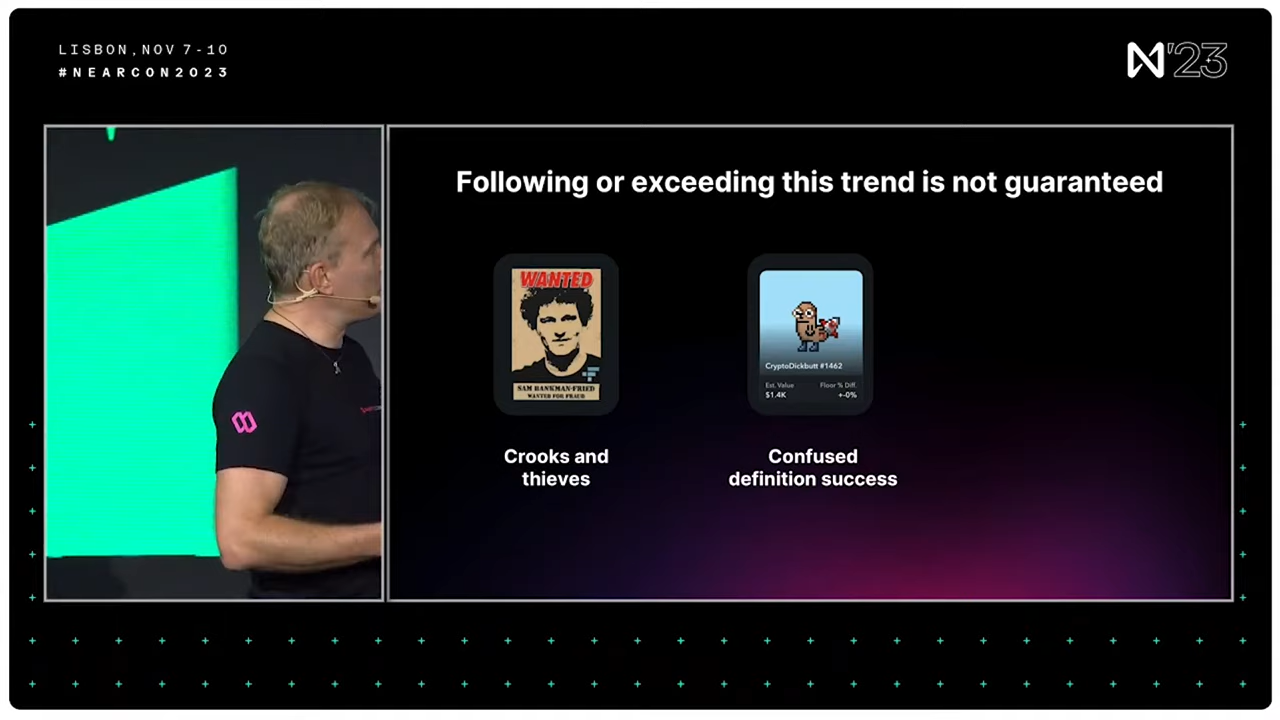 LISBON, NOV 7-10
#NEARCON2023
N'23
Following or exceeding this trend is not guaranteed
WANTED
SAM BANKMAN-FRIED
WANTED FOR FRAUD
CryptoDickbutt #1462
Est. Value Floor % Diff.
$1.4K +-0%
Crooks and
thieves
Confused
definition success